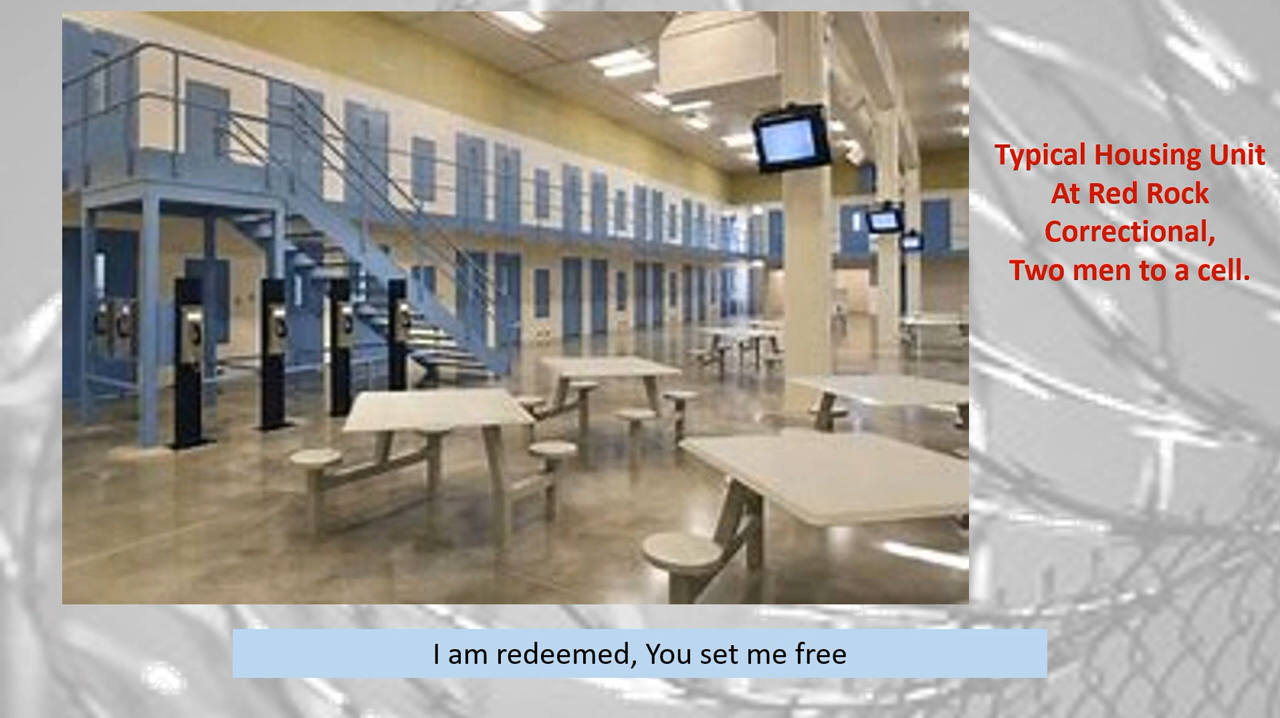 Typical Housing Unit
At Red Rock
Correctional,
Two men to a cell.
I am redeemed, You set me free